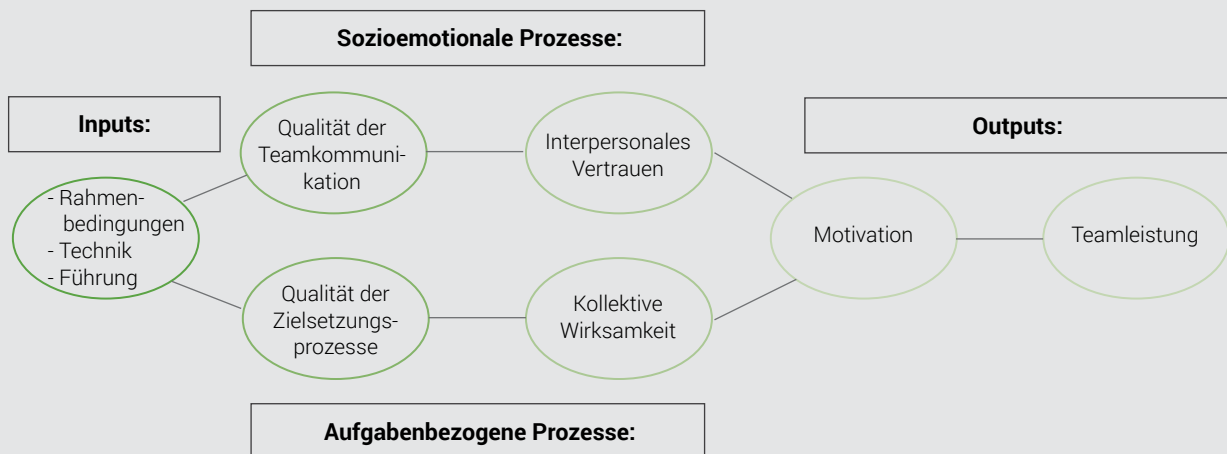 Sozioemotionale Prozesse:
Inputs:
Outputs:
Qualität der
Teamkommuni-
kation
Interpersonales
Vertrauen
- Rahmen-
bedingungen
- Technik
- Führung
Motivation
Teamleistung
Qualität der
Zielsetzungs-
prozesse
Kollektive
Wirksamkeit
Aufgabenbezogene Prozesse: